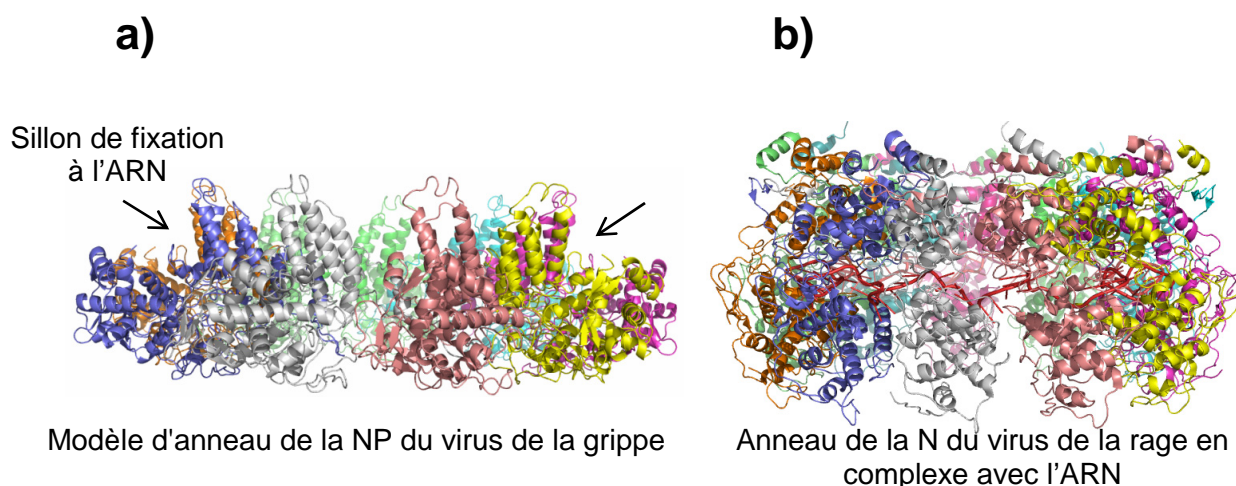 a)
b)
Sillon de fixation
à l'ARN
Modèle d'anneau de la NP du virus de la grippe
Anneau de la N du virus de la rage en
complexe avec l'ARN